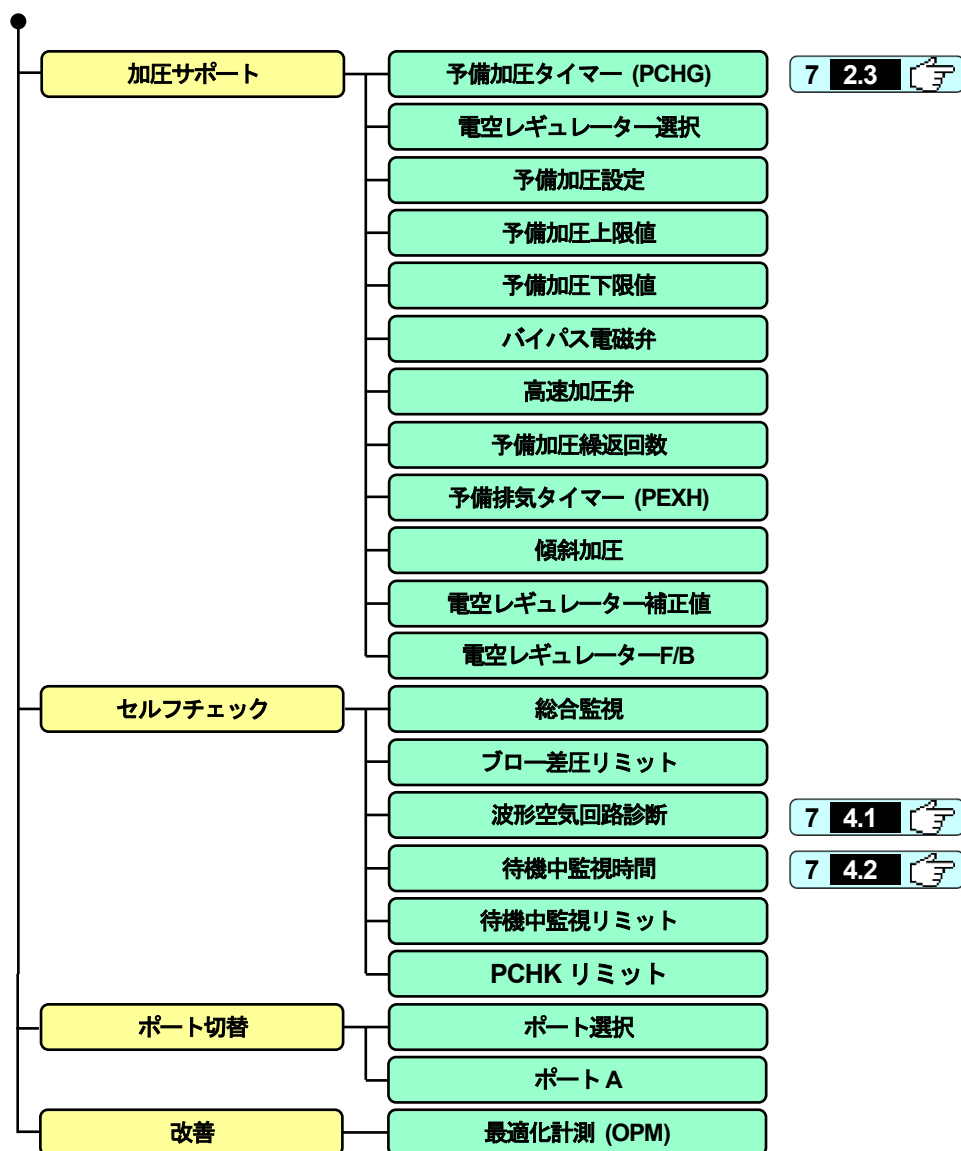 加圧サポート
予備加圧タイマー (PCHG)
7 2.3
電空レギュレーター選択
予備加圧設定
予備加圧上限値
予備加圧下限値
バイパス電磁弁
高速加圧弁
予備加圧繰返回数
予備排気タイマー (PEXH)
傾斜加圧
電空レギュレーター補正値
電空レギュレーターF/B
セルフチェック
総合監視
ブロー差圧リミット
波形空気回路診断
7 4.1
待機中監視時間
7 4.2
待機中監視リミット
PCHK リミット
ポート切替
ポート選択
ポート A
改善
最適化計測 (OPM)